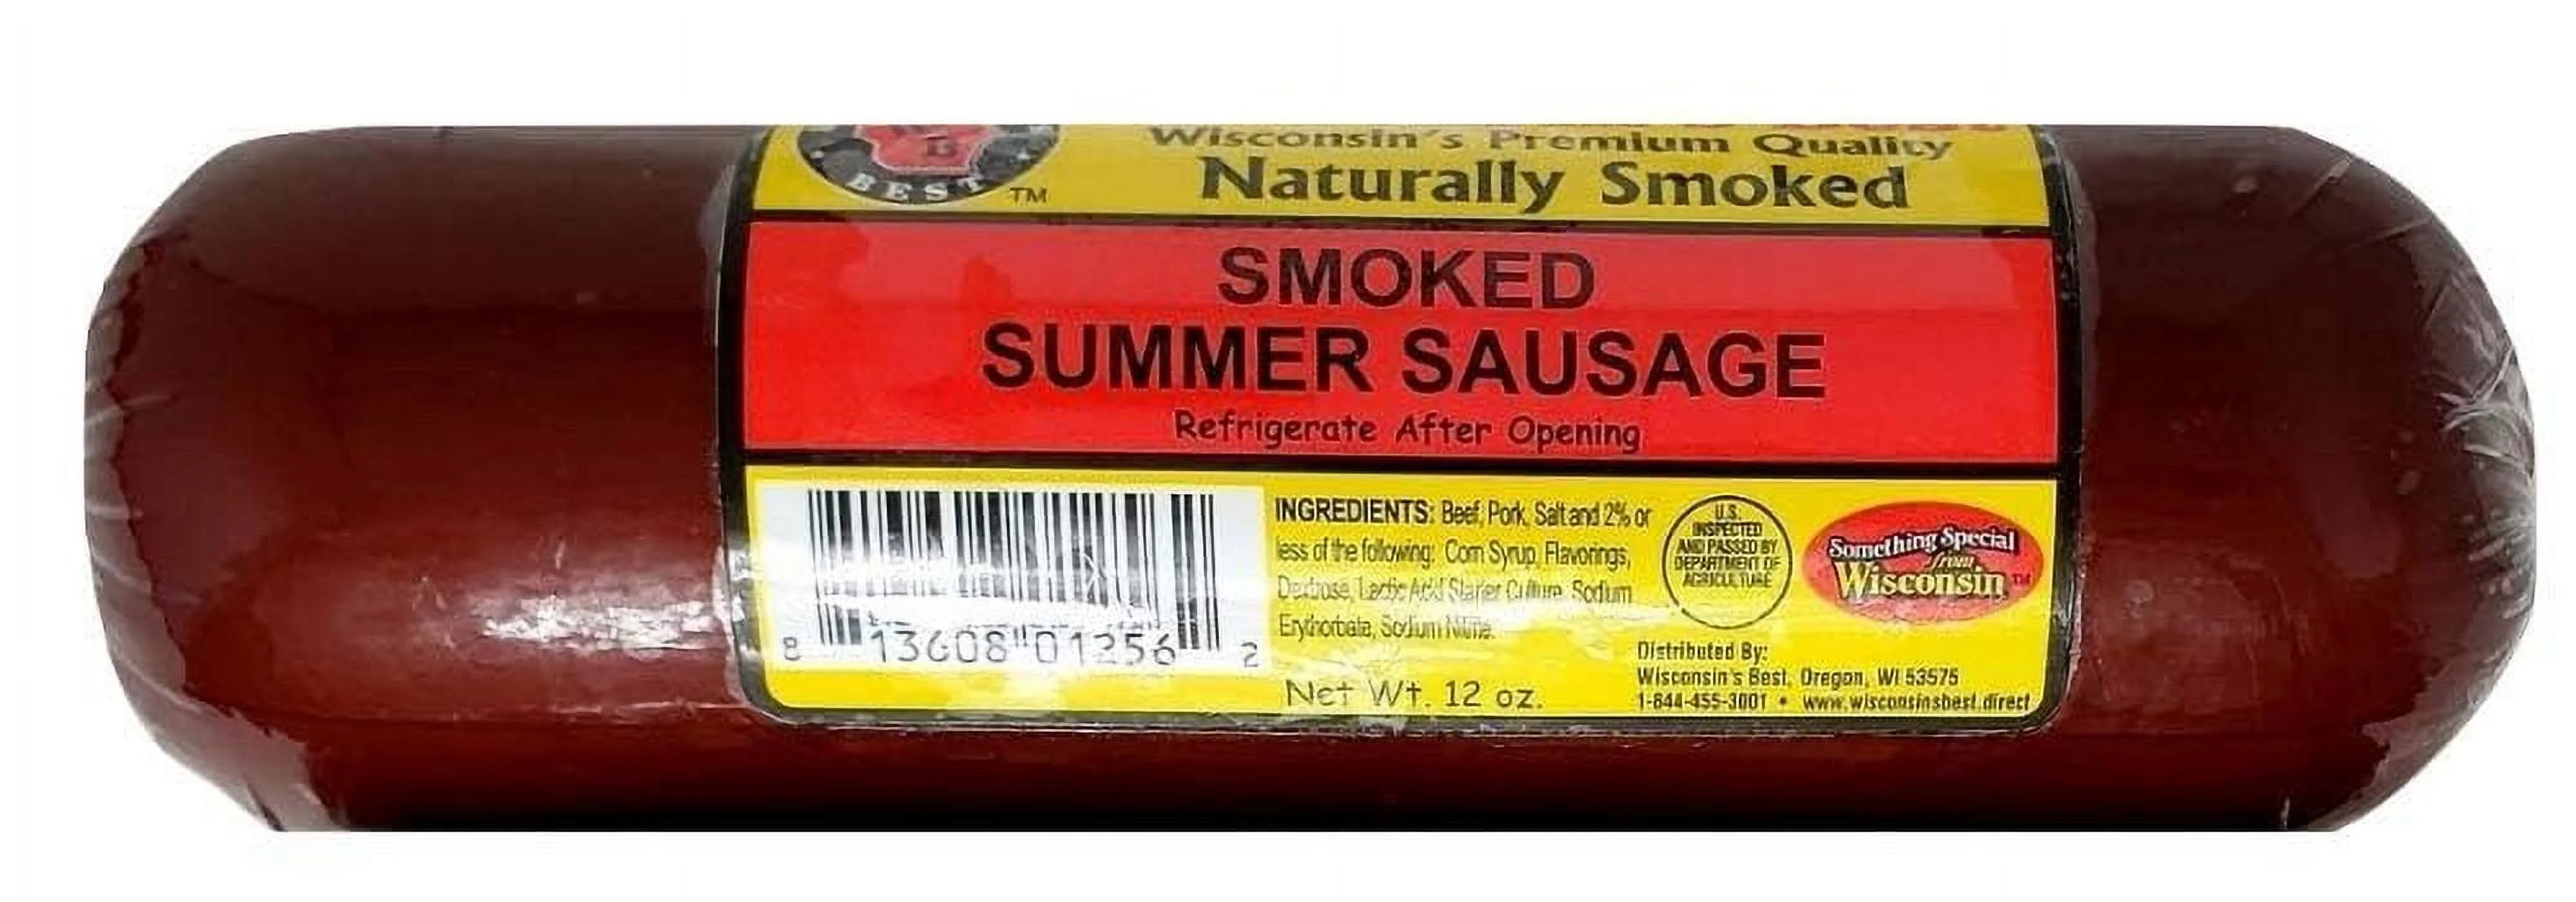 BEST
TM
Wisconsin's Premium Quality
Naturally Smoked
SMOKED
SUMMER SAUSAGE
Refrigerate After Opening
8 13608 01256 2
INGREDIENTS: Beef, Pork, Salt and 2% or
less of the following: Corn Syrup, Flavorings,
Dextrose, Lactic Acid Starter Culture, Sodium
Erythorbate, Sodium Nitrite.
Net Wt. 12 oz.
U.S.
INSPECTED
AND PASSED BY
DEPARTMENT OF
AGRICULTURE
Something Special
from
Wisconsin TM
Distributed By:
Wisconsin's Best, Oregon, WI 53575
1-844-455-3001 • www.wisconsinsbest.direct